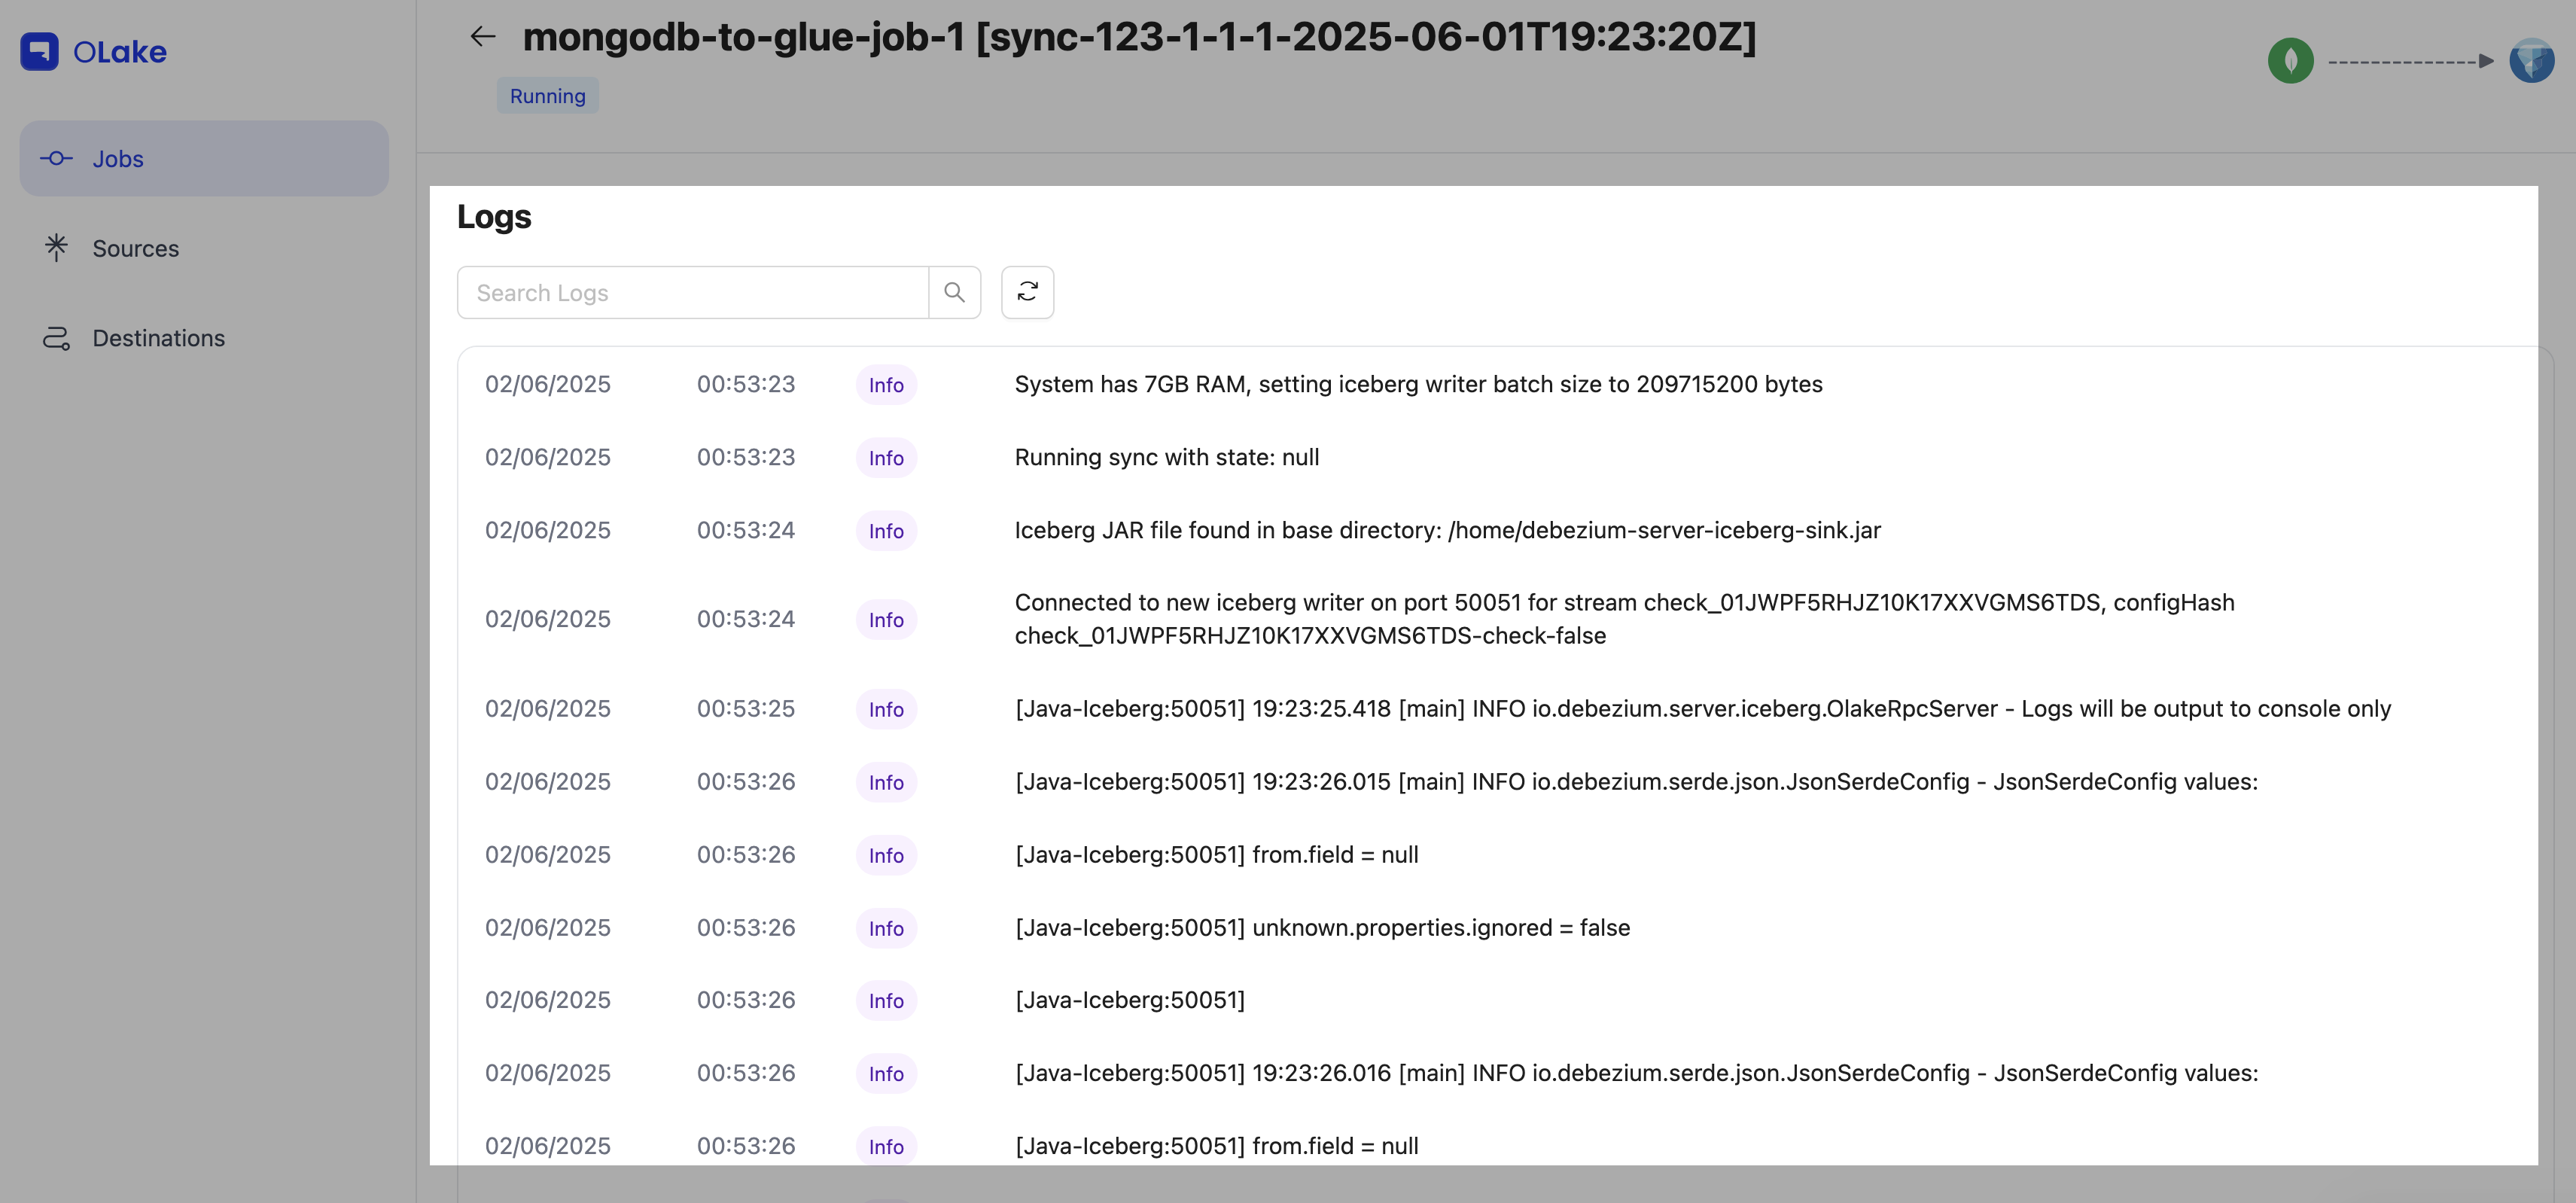 OLake
Jobs
Sources
Destinations
mongodb-to-glue-job-1 [sync-123-1-1-1-2025-06-01T19:23:20Z]
Running
Logs
Search Logs
02/06/2025 00:53:23 Info System has 7GB RAM, setting iceberg writer batch size to 209715200 bytes
02/06/2025 00:53:23 Info Running sync with state: null
02/06/2025 00:53:24 Info Iceberg JAR file found in base directory: /home/debezium-server-iceberg-sink.jar
02/06/2025 00:53:24 Info Connected to new iceberg writer on port 50051 for stream check_01JWPF5RHJZ10K17XXVGMS6TDS, configHash
check_01JWPF5RHJZ10K17XXVGMS6TDS-check-false
02/06/2025 00:53:25 Info [Java-Iceberg:50051] 19:23:25.418 [main] INFO io.debezium.server.iceberg.OlakeRpcServer - Logs will be output to console only
02/06/2025 00:53:26 Info [Java-Iceberg:50051] 19:23:26.015 [main] INFO io.debezium.serde.json.JsonSerdeConfig - JsonSerdeConfig values:
02/06/2025 00:53:26 Info [Java-Iceberg:50051] from.field = null
02/06/2025 00:53:26 Info [Java-Iceberg:50051] unknown.properties.ignored = false
02/06/2025 00:53:26 Info [Java-Iceberg:50051]
02/06/2025 00:53:26 Info [Java-Iceberg:50051] 19:23:26.016 [main] INFO io.debezium.serde.json.JsonSerdeConfig - JsonSerdeConfig values:
02/06/2025 00:53:26 Info [Java-Iceberg:50051] from.field = null